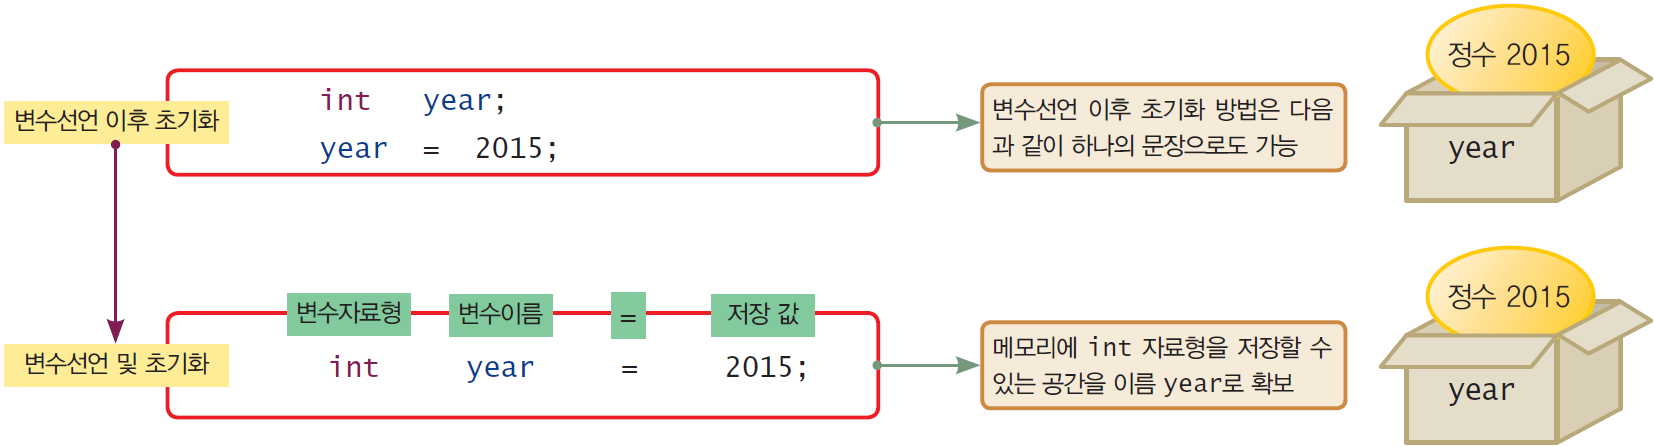 변수선언 이후 초기화
int year;
year = 2015;
변수선언 이후 초기화 방법은 다음
과 같이 하나의 문장으로도 가능
정수 2015
year
변수선언 및 초기화
변수자료형 변수이름 = 저장 값
int year = 2015;
메모리에 int 자료형을 저장할 수
있는 공간을 이름 year로 확보
정수 2015
year